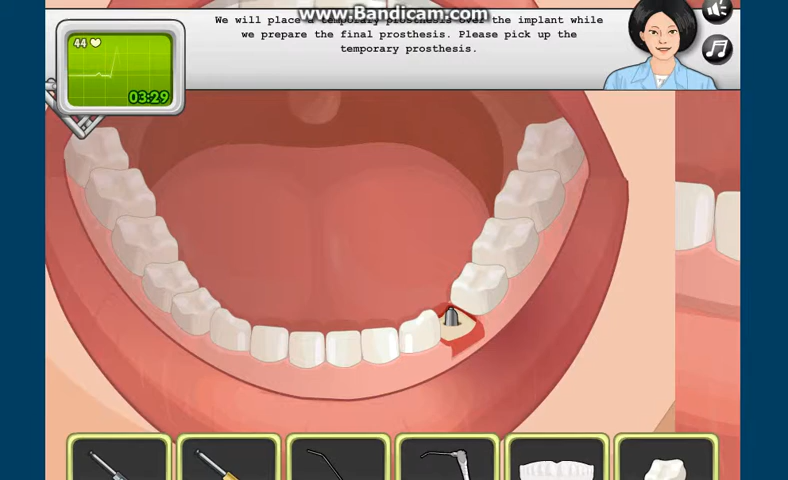 www.Bandicam.com
We will place a temporary prosthesis over the implant while
we prepare the final prosthesis. Please pick up the
temporary prosthesis.
44
03:29